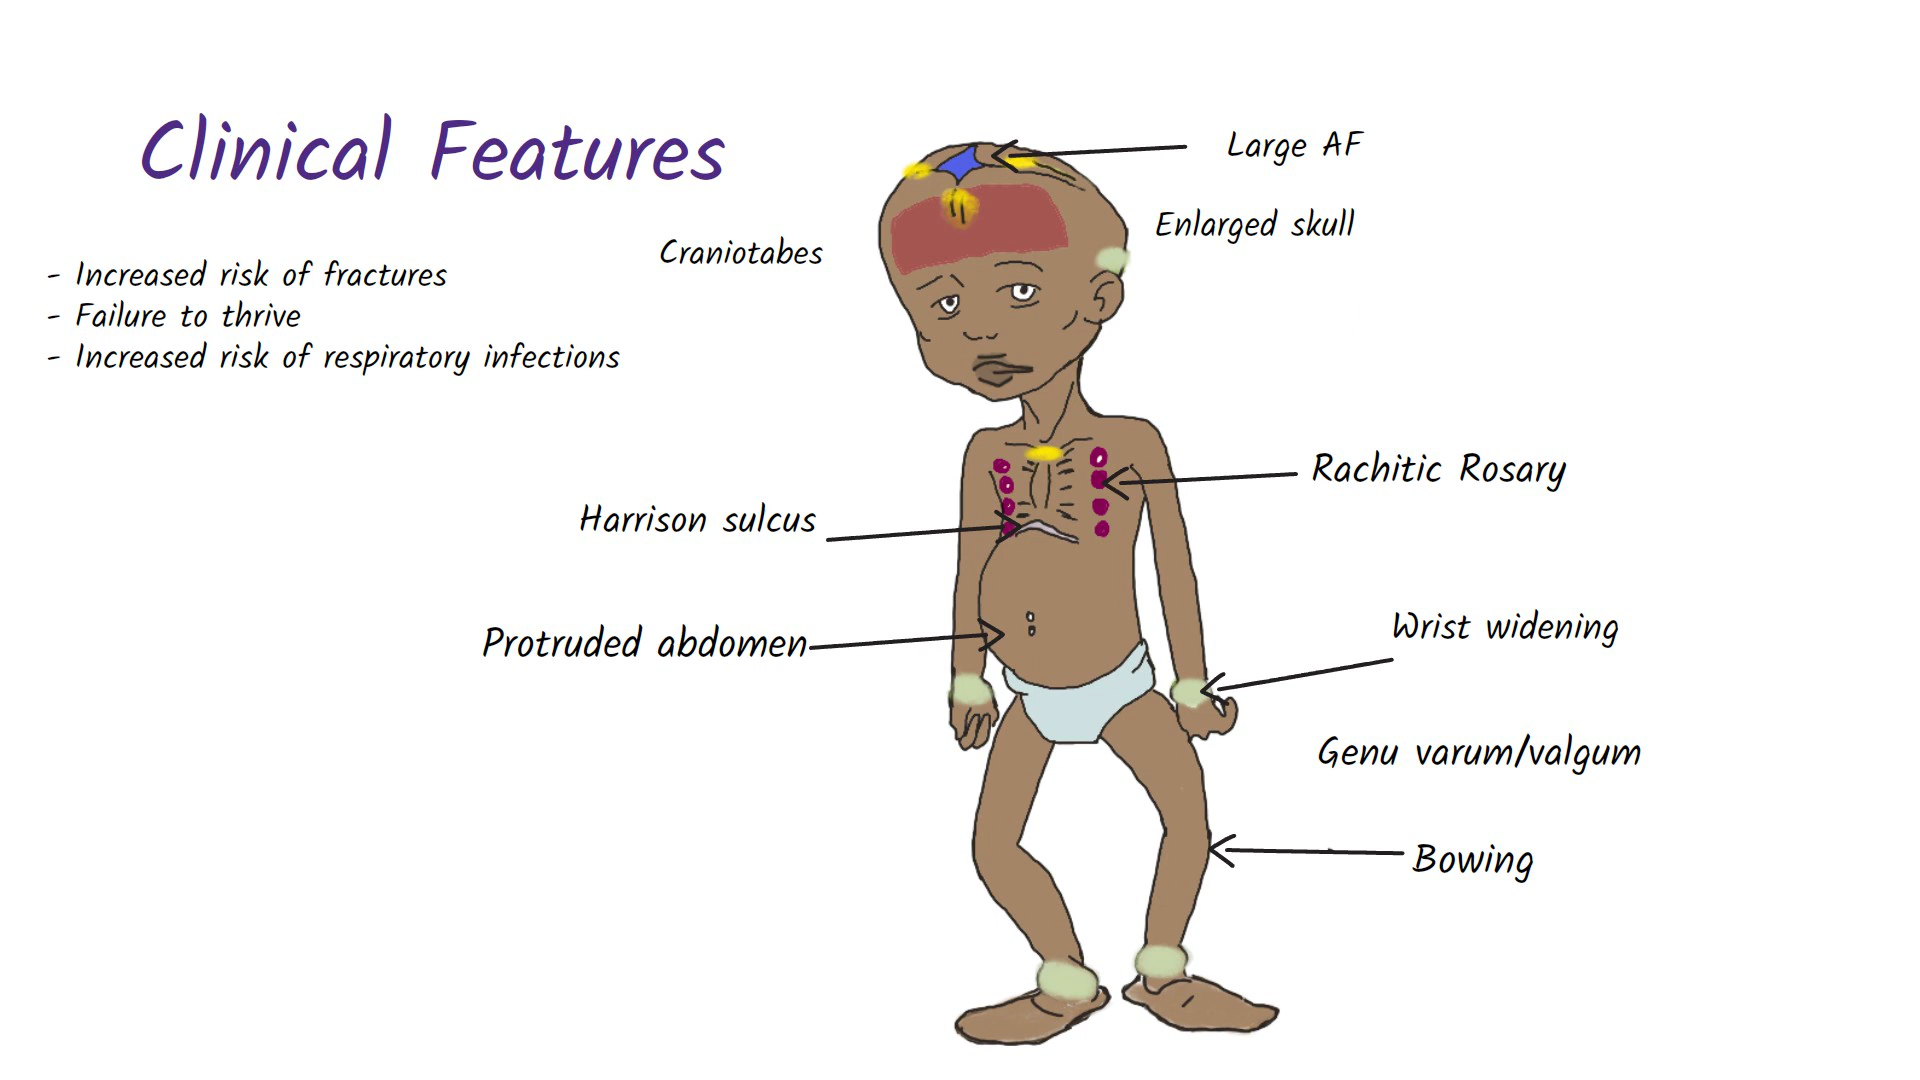 Clinical Features
- Increased risk of fractures
- Failure to thrive
- Increased risk of respiratory infections
Craniotabes
Large AF
Enlarged skull
Rachitic Rosary
Harrison sulcus
Protruded abdomen
Wrist widening
Genu varum/valgum
Bowing